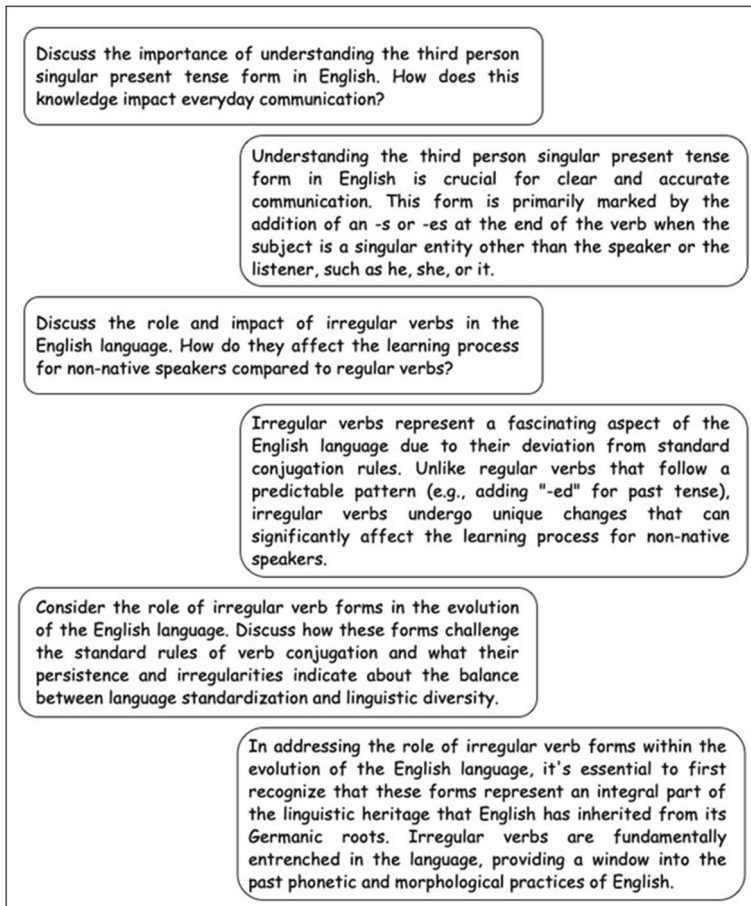 Discuss the importance of understanding the third person
singular present tense form in English. How does this
knowledge impact everyday communication?
Understanding the third person singular present tense
form in English is crucial for clear and accurate
communication. This form is primarily marked by the
addition of an -s or -es at the end of the verb when the
subject is a singular entity other than the speaker or the
listener, such as he, she, or it.
Discuss the role and impact of irregular verbs in the
English language. How do they affect the learning process
for non-native speakers compared to regular verbs?
Irregular verbs represent a fascinating aspect of the
English language due to their deviation from standard
conjugation rules. Unlike regular verbs that follow a
predictable pattern (e.g., adding "-ed" for past tense),
irregular verbs undergo unique changes that can
significantly affect the learning process for non-native
speakers.
Consider the role of irregular verb forms in the evolution
of the English language. Discuss how these forms challenge
the standard rules of verb conjugation and what their
persistence and irregularities indicate about the balance
between language standardization and linguistic diversity.
In addressing the role of irregular verb forms within the
evolution of the English language, it's essential to first
recognize that these forms represent an integral part of
the linguistic heritage that English has inherited from its
Germanic roots. Irregular verbs are fundamentally
entrenched in the language, providing a window into the
past phonetic and morphological practices of English.